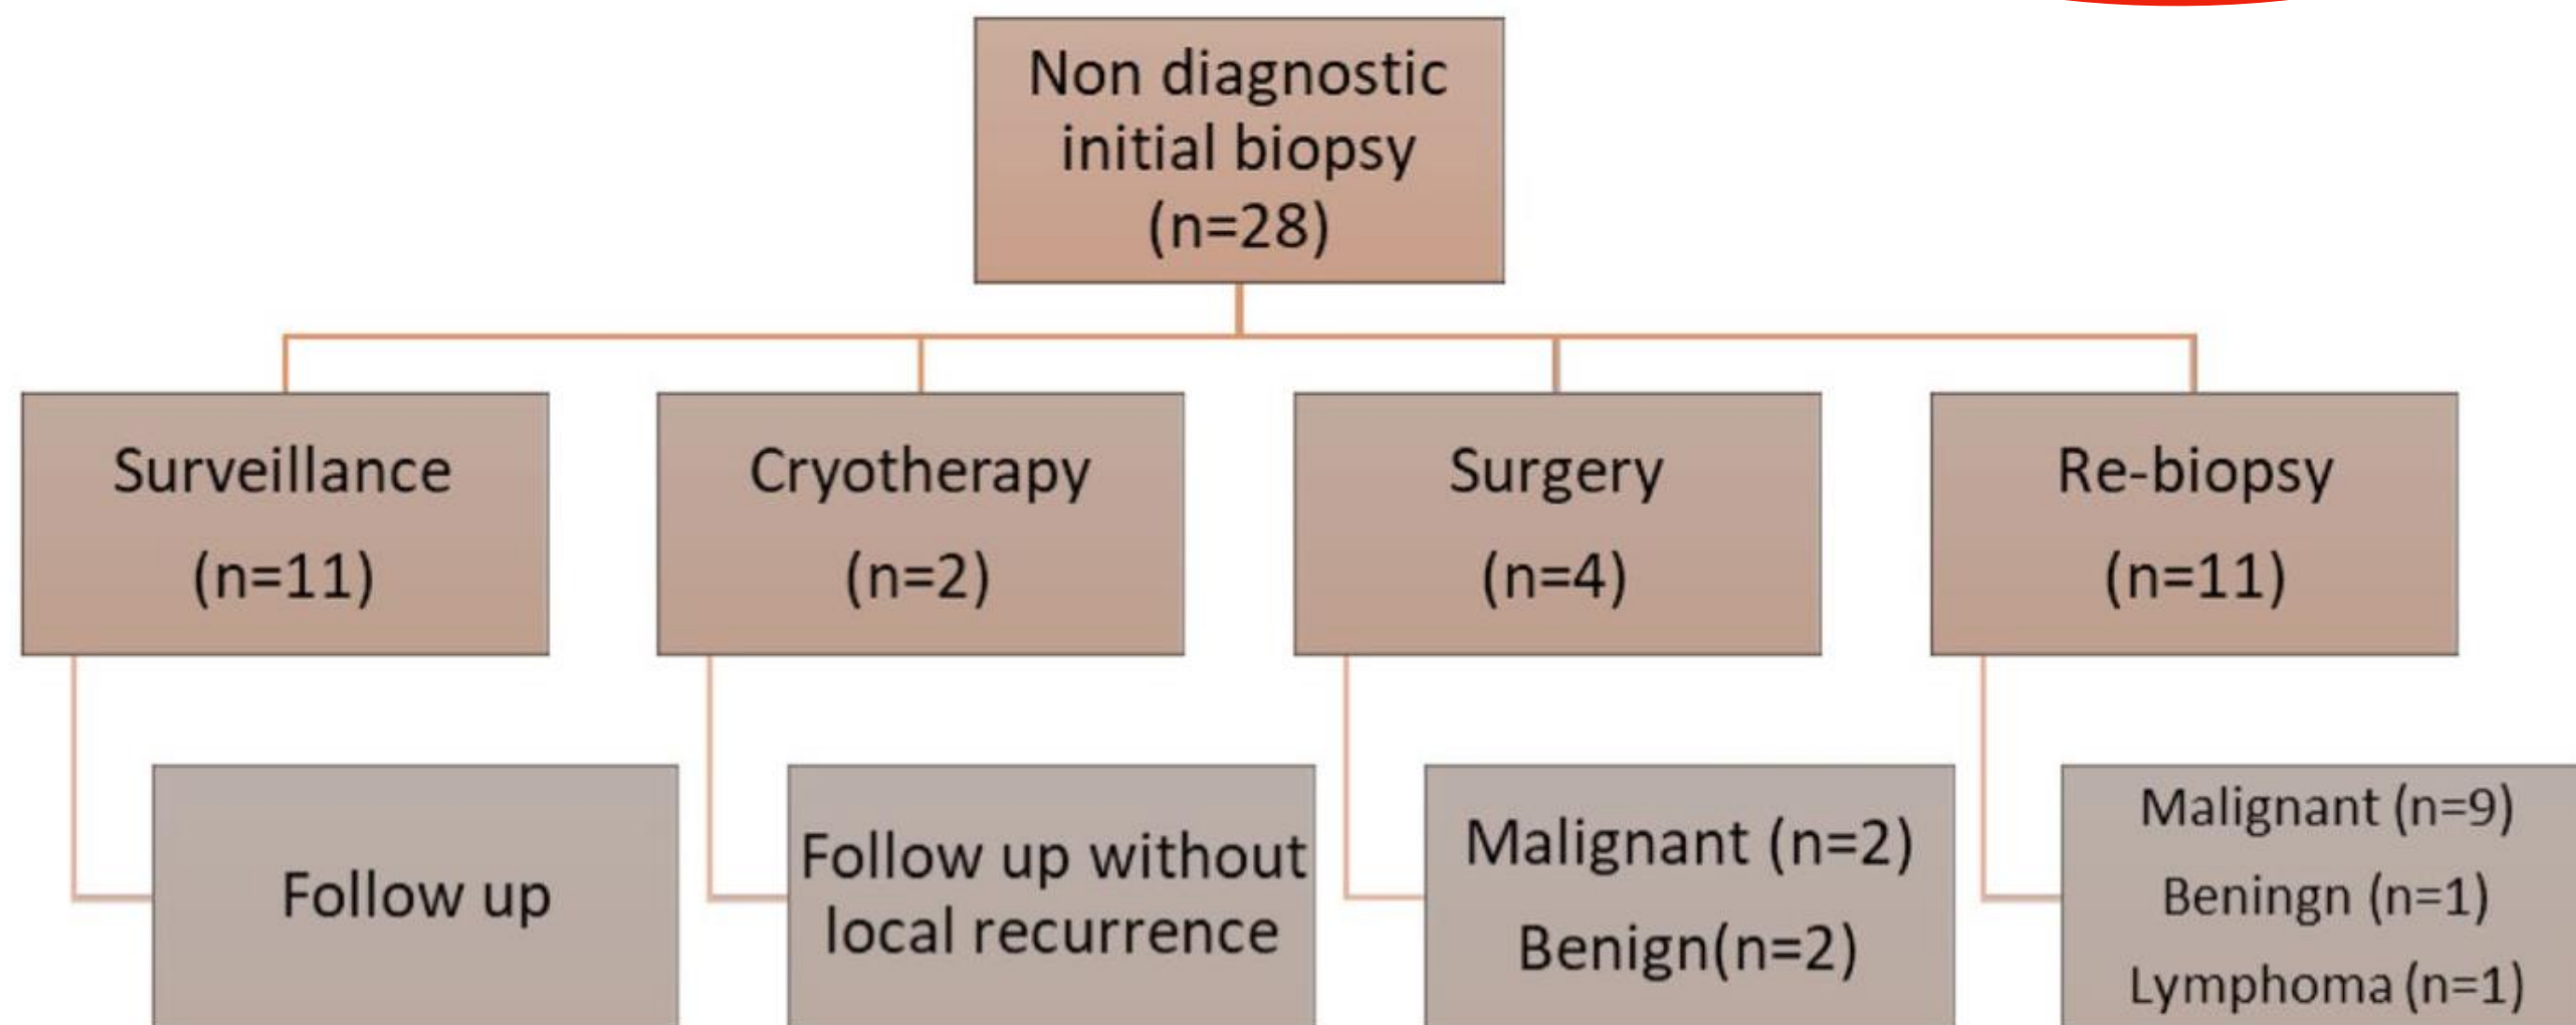 Non diagnostic
initial biopsy
(n=28)
Surveillance
(n=11)
Cryotherapy
(n=2)
Surgery
(n=4)
Re-biopsy
(n=11)
Follow up
Follow up without
local recurrence
Malignant (n=2)
Benign(n=2)
Malignant (n=9)
Beningn (n=1)
Lymphoma (n=1)